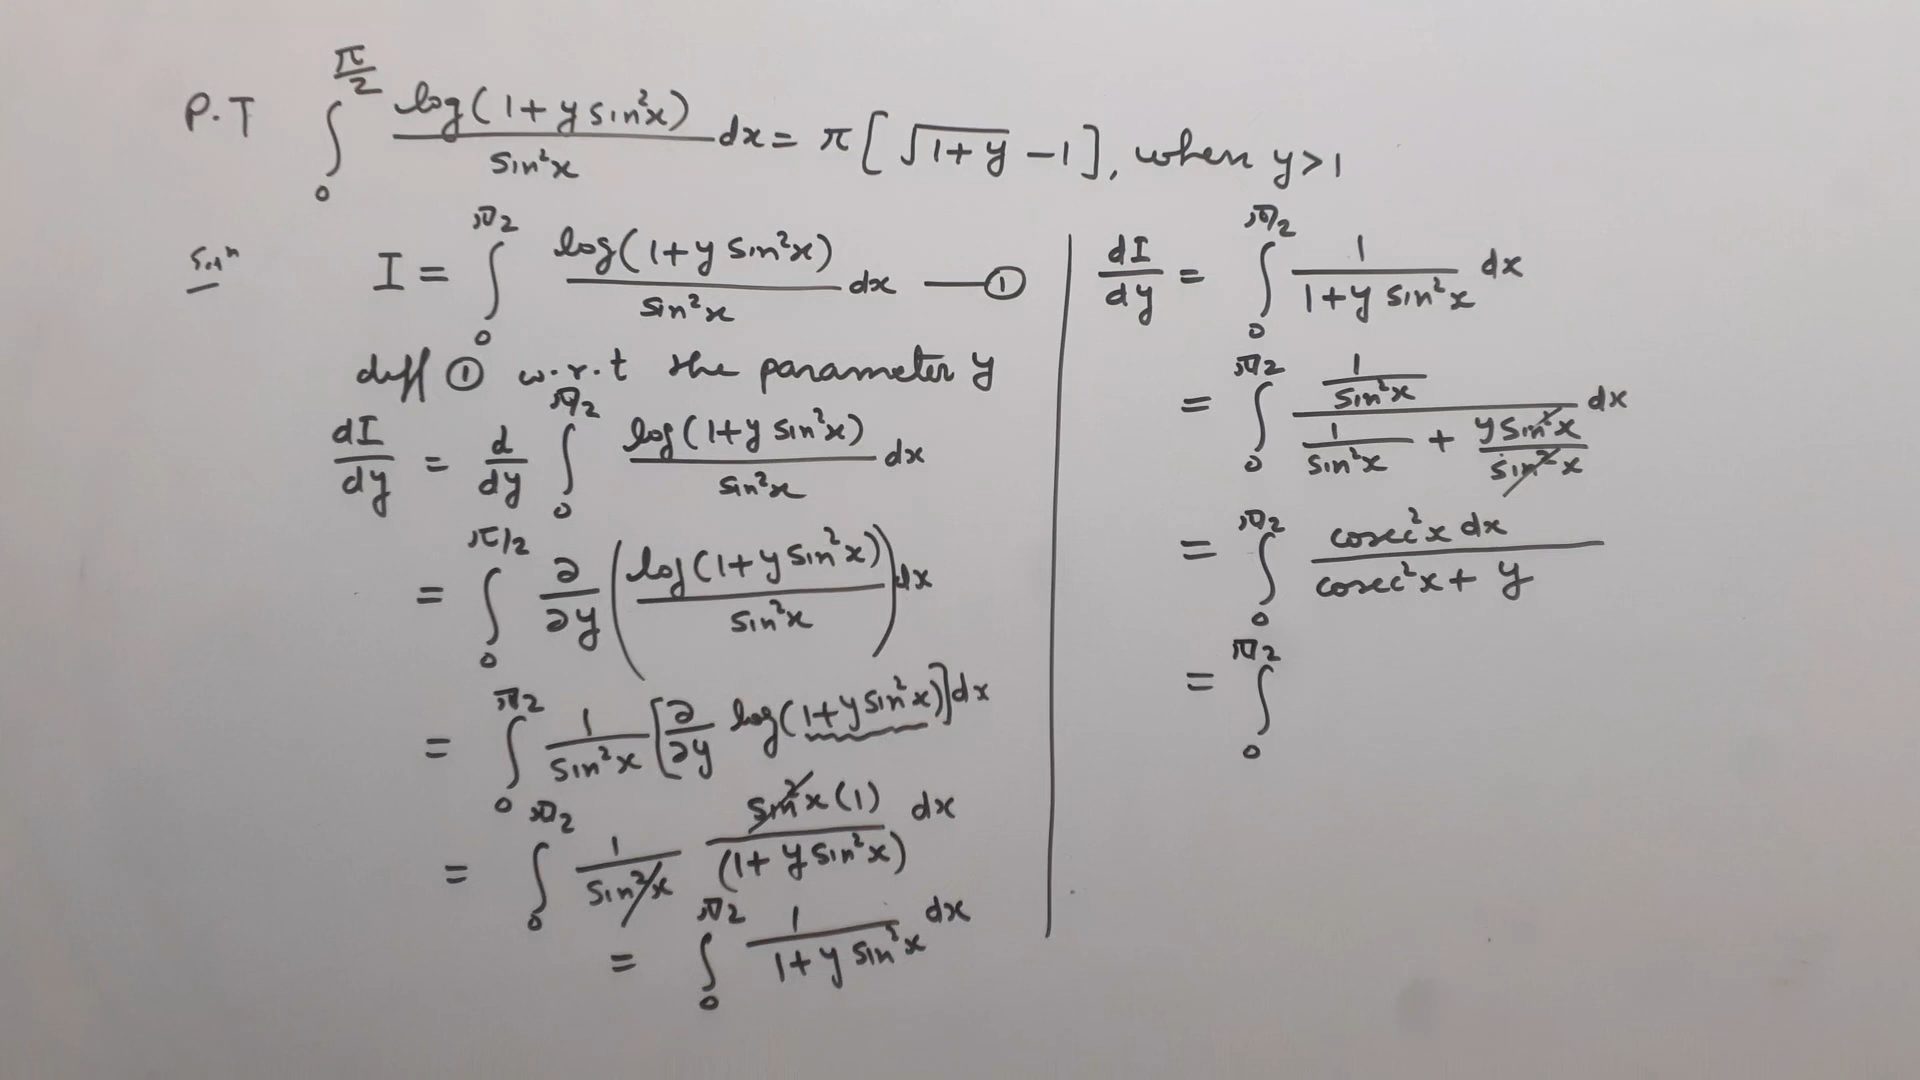 P.T ∫₀^{π/2} log(1+y sin²x)/sin²x dx = π[√(1+y) −1], when y>1
Solⁿ I = ∫₀^{π/2} log(1+y sin²x)/sin²x dx —①
diff ① w.r.t the parameter y
dI/dy = d/dy ∫₀^{π/2} log(1+y sin²x)/sin²x dx
= ∫₀^{π/2} ∂/∂y (log(1+y sin²x)/sin²x) dx
= ∫₀^{π/2} 1/sin²x [∂/∂y log(1+y sin²x)] dx
= ∫₀^{π/2} 1/sin²x sin²x(1)/(1+y sin²x) dx
= ∫₀^{π/2} 1/(1+y sin²x) dx
dI/dy = ∫₀^{π/2} 1/(1+y sin²x) dx
= ∫₀^{π/2} (1/sin²x)/(1/sin²x + y sin²x/sin²x) dx
= ∫₀^{π/2} cosec²x dx/(cosec²x + y)
= ∫₀^{π/2}